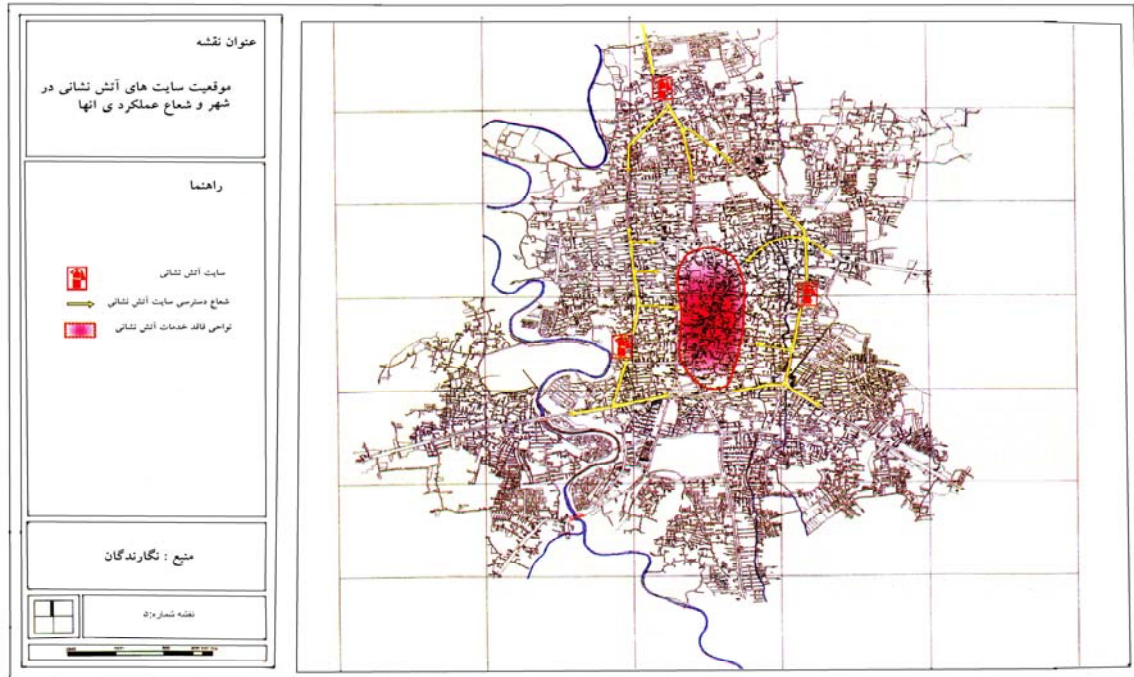 عنوان نقشه
موقعیت سایت های آتش نشانی در
شهر و شعاع عملکرد ی انها
راهنما
سایت آتش نشانی
شعاع دسترسی سایت آتش نشانی
نواحی فاقد خدمات آتش نشانی
منبع : نگارندگان
نقشه شماره:۵